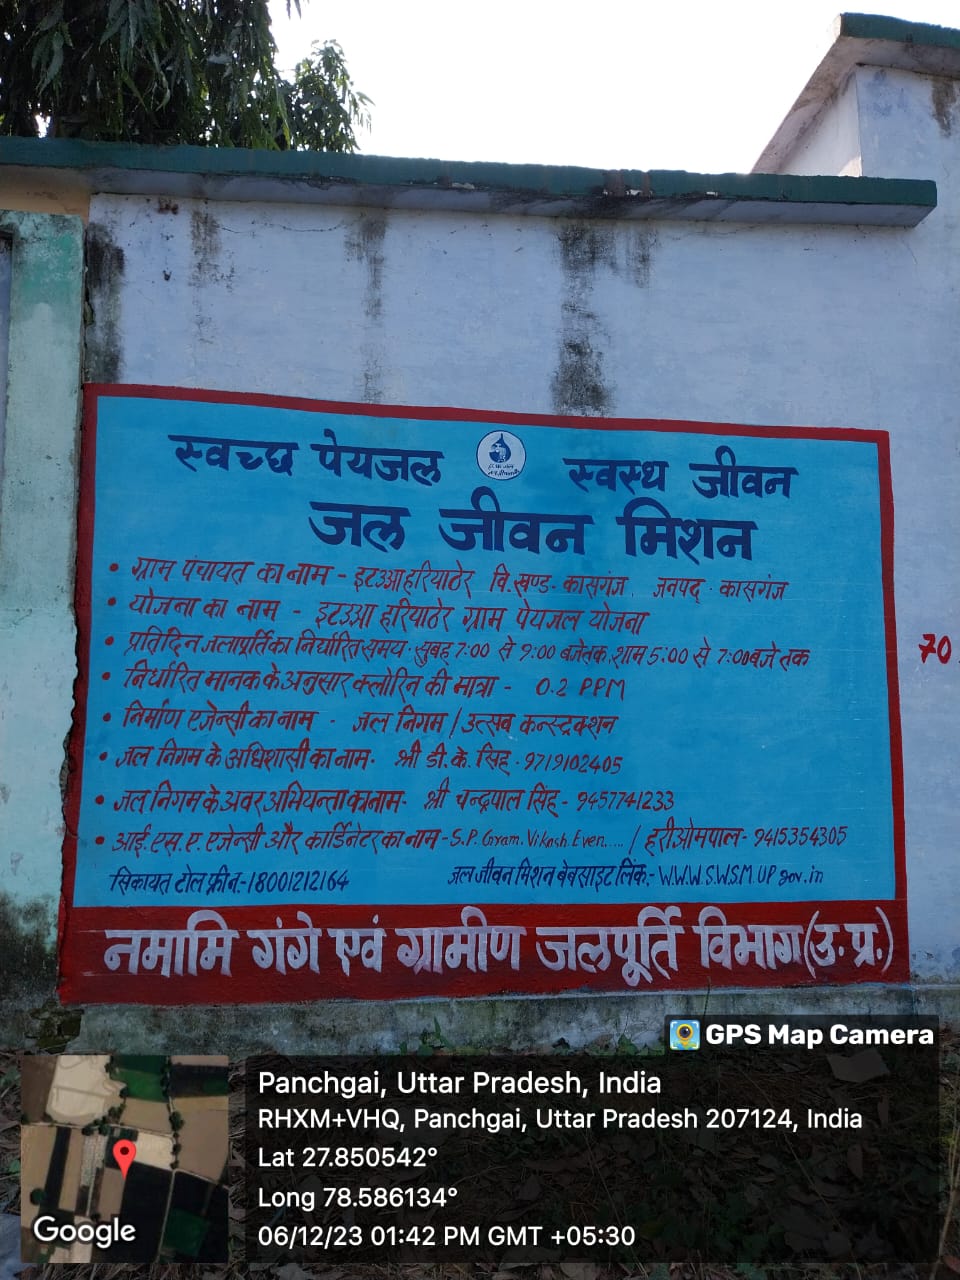 स्वच्छ पेयजल स्वस्थ जीवन
जल जीवन मिशन
• ग्राम पंचायत का नाम - इटउआ हरियाठेर वि.खण्ड- कासगंज, जनपद - कासगंज
• योजना का नाम - इटउआ हरियाठेर ग्राम पेयजल योजना
• प्रतिदिन जलापूर्ति का निर्धारित समय - सुबह 7:00 से 9:00 बजे तक, शाम 5:00 से 7:00 बजे तक
• निर्धारित मानक के अनुसार क्लोरिन की मात्रा - 0.2 PPM
• निर्माण एजेन्सी का नाम - जल निगम / उत्सव कन्स्ट्रक्शन
• जल निगम के अधिशासी का नाम - श्री डी. के. सिह - 9719102405
• जल निगम के अवर अभियन्ता का नाम - श्री चन्द्रपाल सिंह - 9457741233
• आई. एस. ए. एजेन्सी और कार्डिनेटर का नाम - S.P. Gram. Vikash Even..... / हरीओमपाल - 9415354305
सिकायत टोल फ्री नं.- 18001212164 जल जीवन मिशन बेबसाइट लिंक:- W.W.W.S.W.S.M.UP gov.in
नमामि गंगे एवं ग्रामीण जलपूर्ति विभाग (उ. प्र.)
70
GPS Map Camera
Panchgai, Uttar Pradesh, India
RHXM+VHQ, Panchgai, Uttar Pradesh 207124, India
Lat 27.850542°
Long 78.586134°
06/12/23 01:42 PM GMT +05:30
Google